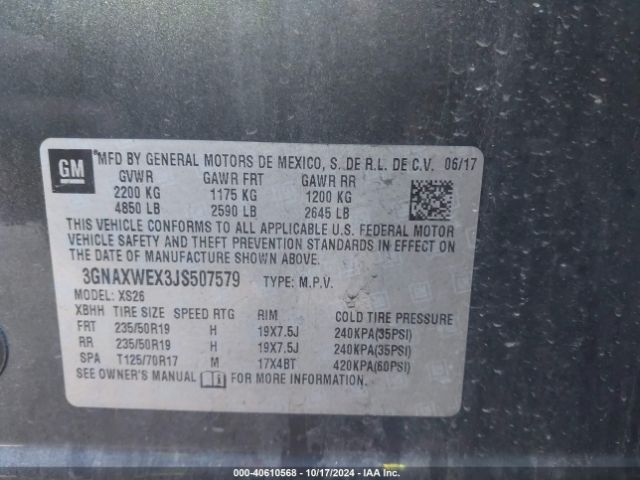 GM MFD BY GENERAL MOTORS DE MEXICO, S. DE R.L. DE C.V. 06/17
GVWR GAWR FRT GAWR RR
2200 KG 1175 KG 1200 KG
4850 LB 2590 LB 2645 LB
THIS VEHICLE CONFORMS TO ALL APPLICABLE U.S. FEDERAL MOTOR
VEHICLE SAFETY AND THEFT PREVENTION STANDARDS IN EFFECT ON
THE DATE OF MANUFACTURE SHOWN ABOVE.
3GNAXWEX3JS507579 TYPE: M.P.V.
MODEL: XS26
XBHH TIRE SIZE SPEED RTG RIM COLD TIRE PRESSURE
FRT 235/50R19 H 19X7.5J 240KPA(35PSI)
RR 235/50R19 H 19X7.5J 240KPA(35PSI)
SPA T125/70R17 M 17X4BT 420KPA(60PSI)
SEE OWNER'S MANUAL FOR MORE INFORMATION
000-40610568 | 10/17/2024 - IAA Inc.